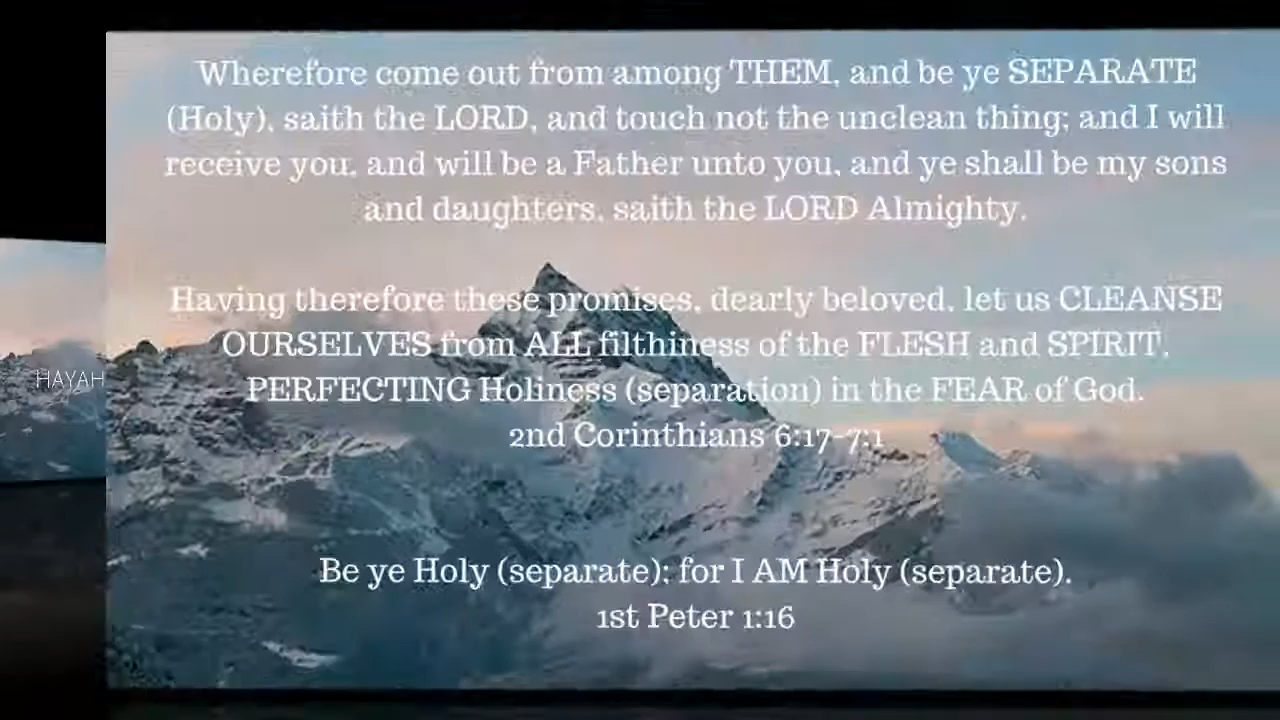 Wherefore come out from among THEM, and be ye SEPARATE
(Holy), saith the LORD, and touch not the unclean thing; and I will
receive you, and will be a Father unto you, and ye shall be my sons
and daughters, saith the LORD Almighty.
Having therefore these promises, dearly beloved, let us CLEANSE
OURSELVES from ALL filthiness of the FLESH and SPIRIT,
PERFECTING Holiness (separation) in the FEAR of God.
2nd Corinthians 6:17-7:1
HAYAH
Be ye Holy (separate); for I AM Holy (separate).
1st Peter 1:16